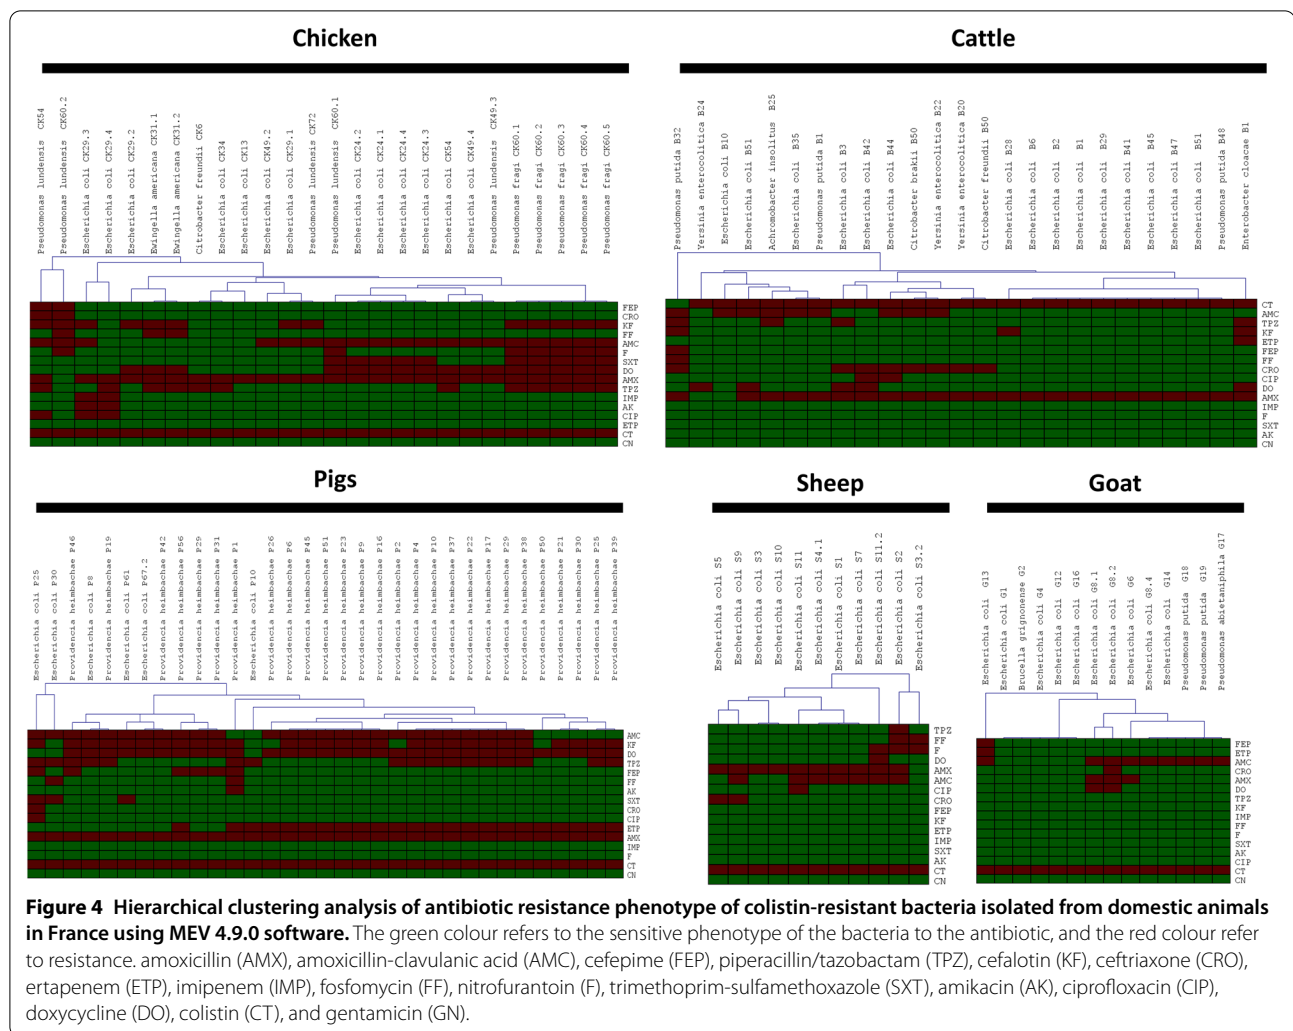 Chicken
Pseudomonas lundensis CK54
Pseudomonas lundensis CK60.2
Escherichia coli CK29.3
Escherichia coli CK29.4
Escherichia coli CK29.2
Ewingella americana CK31.1
Ewingella americana CK31.2
Citrobacter freundii CK6
Escherichia coli CK34
Escherichia coli CK13
Escherichia coli CK49.2
Escherichia coli CK29.1
Pseudomonas lundensis CK72
Pseudomonas lundensis CK60.1
Escherichia coli CK24.2
Escherichia coli CK24.1
Escherichia coli CK24.4
Escherichia coli CK24.3
Escherichia coli CK54
Escherichia coli CK49.4
Pseudomonas lundensis CK49.3
Pseudomonas fragi CK60.1
Pseudomonas fragi CK60.2
Pseudomonas fragi CK60.3
Pseudomonas fragi CK60.4
Pseudomonas fragi CK60.5
FEP
CRO
KF
FF
AMC
F
SXT
DO
AMX
TPZ
IMP
AK
CIP
ETP
CT
CN
Cattle
Pseudomonas putida B32
Yersinia enterocolitica B24
Escherichia coli B10
Escherichia coli B51
Achromobacter insolitus B25
Escherichia coli B35
Pseudomonas putida B1
Escherichia coli B3
Escherichia coli B42
Escherichia coli B44
Citrobacter brakii B50
Yersinia enterocolitica B22
Yersinia enterocolitica B20
Citrobacter freundii B50
Escherichia coli B28
Escherichia coli B6
Escherichia coli B2
Escherichia coli B1
Escherichia coli B29
Escherichia coli B41
Escherichia coli B45
Escherichia coli B47
Escherichia coli B51
Pseudomonas putida B48
Enterobacter cloazae B1
CT
AMC
TPZ
KF
ETP
FEP
FF
CRO
CIP
DO
AMX
IMP
F
SXT
AK
CN
Pigs
Escherichia coli P25
Escherichia coli P30
Providencia heimbachae P46
Escherichia coli P8
Providencia heimbachae P19
Escherichia coli P61
Escherichia coli P67.2
Providencia heimbachae P42
Providencia heimbachae P56
Providencia heimbachae P29
Providencia heimbachae P31
Providencia heimbachae P1
Escherichia coli P10
Providencia heimbachae P26
Providencia heimbachae P6
Providencia heimbachae P45
Providencia heimbachae P51
Providencia heimbachae P23
Providencia heimbachae P9
Providencia heimbachae P16
Providencia heimbachae P2
Providencia heimbachae P4
Providencia heimbachae P10
Providencia heimbachae P37
Providencia heimbachae P22
Providencia heimbachae P17
Providencia heimbachae P29
Providencia heimbachae P38
Providencia heimbachae P50
Providencia heimbachae P21
Providencia heimbachae P30
Providencia heimbachae P25
Providencia heimbachae P39
AMC
KF
DO
TPZ
FEP
FF
AK
SXT
CRO
CIP
ETP
AMX
IMP
F
CT
CN
Sheep
Escherichia coli S5
Escherichia coli S9
Escherichia coli S3
Escherichia coli S10
Escherichia coli S11
Escherichia coli S4.1
Escherichia coli S1
Escherichia coli S7
Escherichia coli S11.2
Escherichia coli S2
Escherichia coli S3.2
TPZ
FF
F
DO
AMX
AMC
CIP
CRO
FEP
KF
ETP
IMP
SXT
AK
CT
CN
Goat
Escherichia coli G13
Escherichia coli G1
Brucella grignonense G2
Escherichia coli G4
Escherichia coli G12
Escherichia coli G16
Escherichia coli G8.1
Escherichia coli G8.2
Escherichia coli G6
Escherichia coli G8.4
Escherichia coli G14
Pseudomonas putida G18
Pseudomonas putida G19
Pseudomonas abietaniphila G17
FEP
ETP
AMC
CRO
AMX
DO
TPZ
KF
IMP
FF
F
SXT
AK
CIP
CT
CN
Figure 4 Hierarchical clustering analysis of antibiotic resistance phenotype of colistin-resistant bacteria isolated from domestic animals
in France using MEV 4.9.0 software. The green colour refers to the sensitive phenotype of the bacteria to the antibiotic, and the red colour refer
to resistance. amoxicillin (AMX), amoxicillin-clavulanic acid (AMC), cefepime (FEP), piperacillin/tazobactam (TPZ), cefalotin (KF), ceftriaxone (CRO),
ertapenem (ETP), imipenem (IMP), fosfomycin (FF), nitrofurantoin (F), trimethoprim-sulfamethoxazole (SXT), amikacin (AK), ciprofloxacin (CIP),
doxycycline (DO), colistin (CT), and gentamicin (GN).